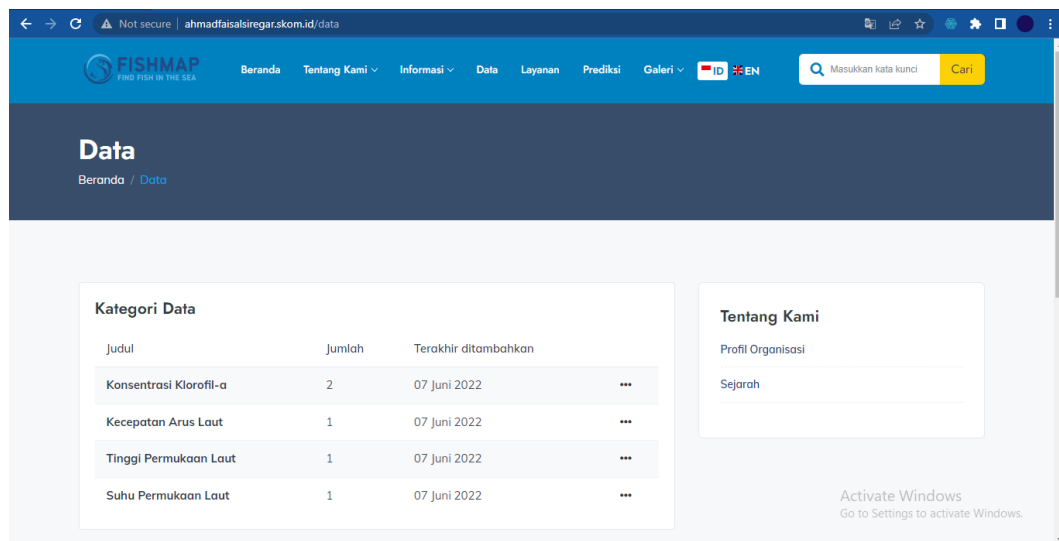 Not secure | ahmadfaisalsiregar.skom.id/data
FISHMAP
FIND FISH IN THE SEA
Beranda Tentang Kami Informasi Data Layanan Prediksi Galeri ID EN Masukkan kata kunci Cari
Data
Beranda / Data
Kategori Data
Judul Jumlah Terakhir ditambahkan
Konsentrasi Klorofil-a 2 07 Juni 2022 •••
Kecepatan Arus Laut 1 07 Juni 2022 •••
Tinggi Permukaan Laut 1 07 Juni 2022 •••
Suhu Permukaan Laut 1 07 Juni 2022 •••
Tentang Kami
Profil Organisasi
Sejarah
Activate Windows
Go to Settings to activate Windows.